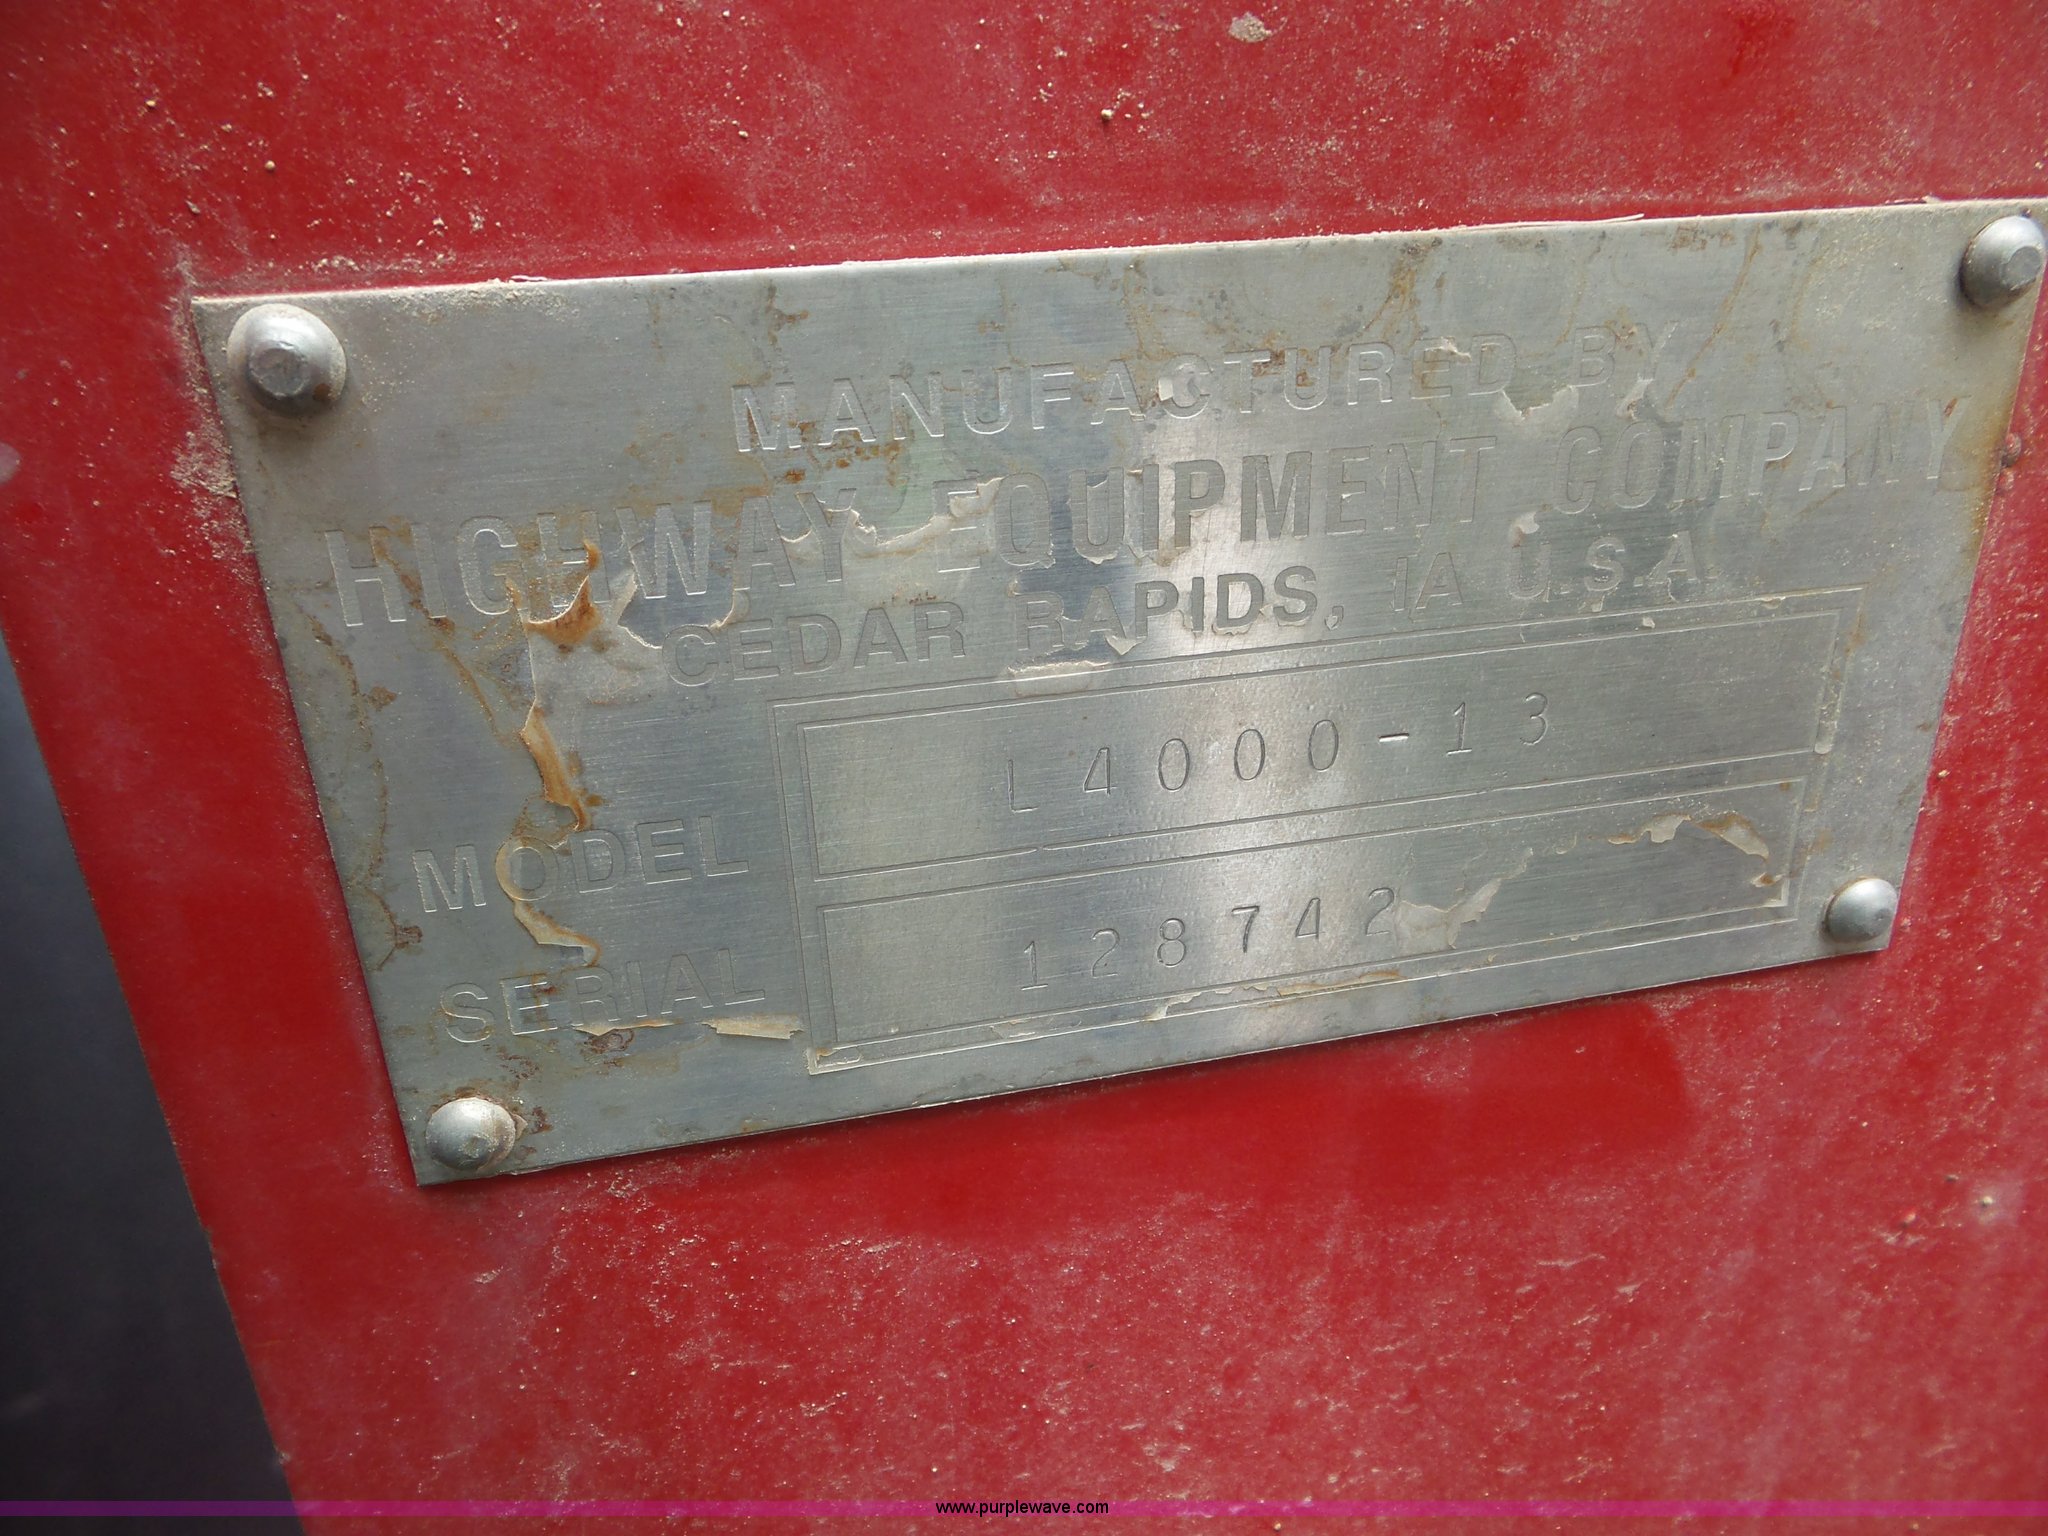 MANUFACTURED BY
HIGHWAY EQUIPMENT COMPANY
CEDAR RAPIDS, IA U.S.A.
MODEL L4000-13
SERIAL 128742
www.purplewave.com